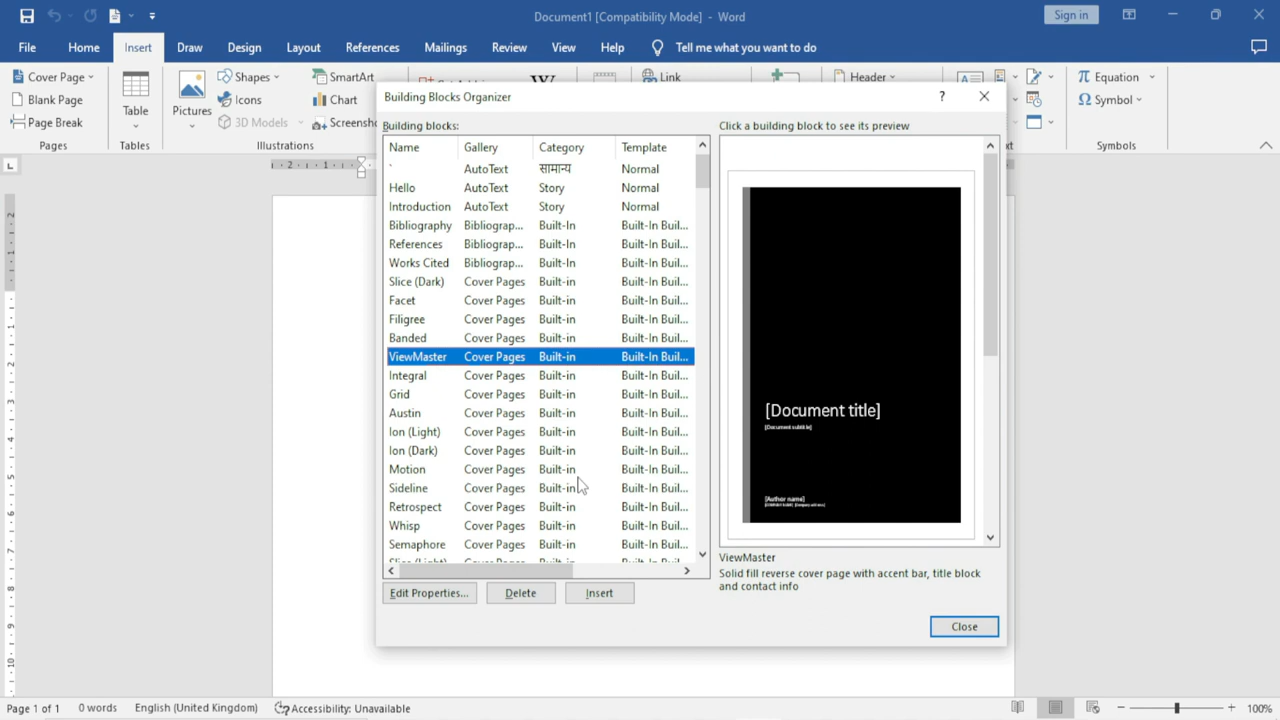 Document1 [Compatibility Mode] - Word
Sign in
File Home Insert Draw Design Layout References Mailings Review View Help Tell me what you want to do
Cover Page
Blank Page
Page Break
Pages
Table
Tables
Pictures
Shapes
Icons
3D Models
SmartArt
Chart
Illustrations
Link
Header
Equation
Symbol
Symbols
Building Blocks Organizer
Building blocks:
Click a building block to see its preview
Name Gallery Category Template
` AutoText सामान्य Normal
Hello AutoText Story Normal
Introduction AutoText Story Normal
Bibliography Bibliograp... Built-In Built-In Buil...
References Bibliograp... Built-In Built-In Buil...
Works Cited Bibliograp... Built-In Built-In Buil...
Slice (Dark) Cover Pages Built-in Built-In Buil...
Facet Cover Pages Built-in Built-In Buil...
Filigree Cover Pages Built-in Built-In Buil...
Banded Cover Pages Built-in Built-In Buil...
ViewMaster Cover Pages Built-in Built-In Buil...
Integral Cover Pages Built-in Built-In Buil...
Grid Cover Pages Built-in Built-In Buil...
Austin Cover Pages Built-in Built-In Buil...
Ion (Light) Cover Pages Built-in Built-In Buil...
Ion (Dark) Cover Pages Built-in Built-In Buil...
Motion Cover Pages Built-in Built-In Buil...
Sideline Cover Pages Built-in Built-In Buil...
Retrospect Cover Pages Built-in Built-In Buil...
Whisp Cover Pages Built-in Built-In Buil...
Semaphore Cover Pages Built-in Built-In Buil...
[Document title]
[Document subtitle]
[Author name]
ViewMaster
Solid fill reverse cover page with accent bar, title block
and contact info
Edit Properties... Delete Insert
Close
Page 1 of 1 0 words English (United Kingdom) Accessibility: Unavailable 100%